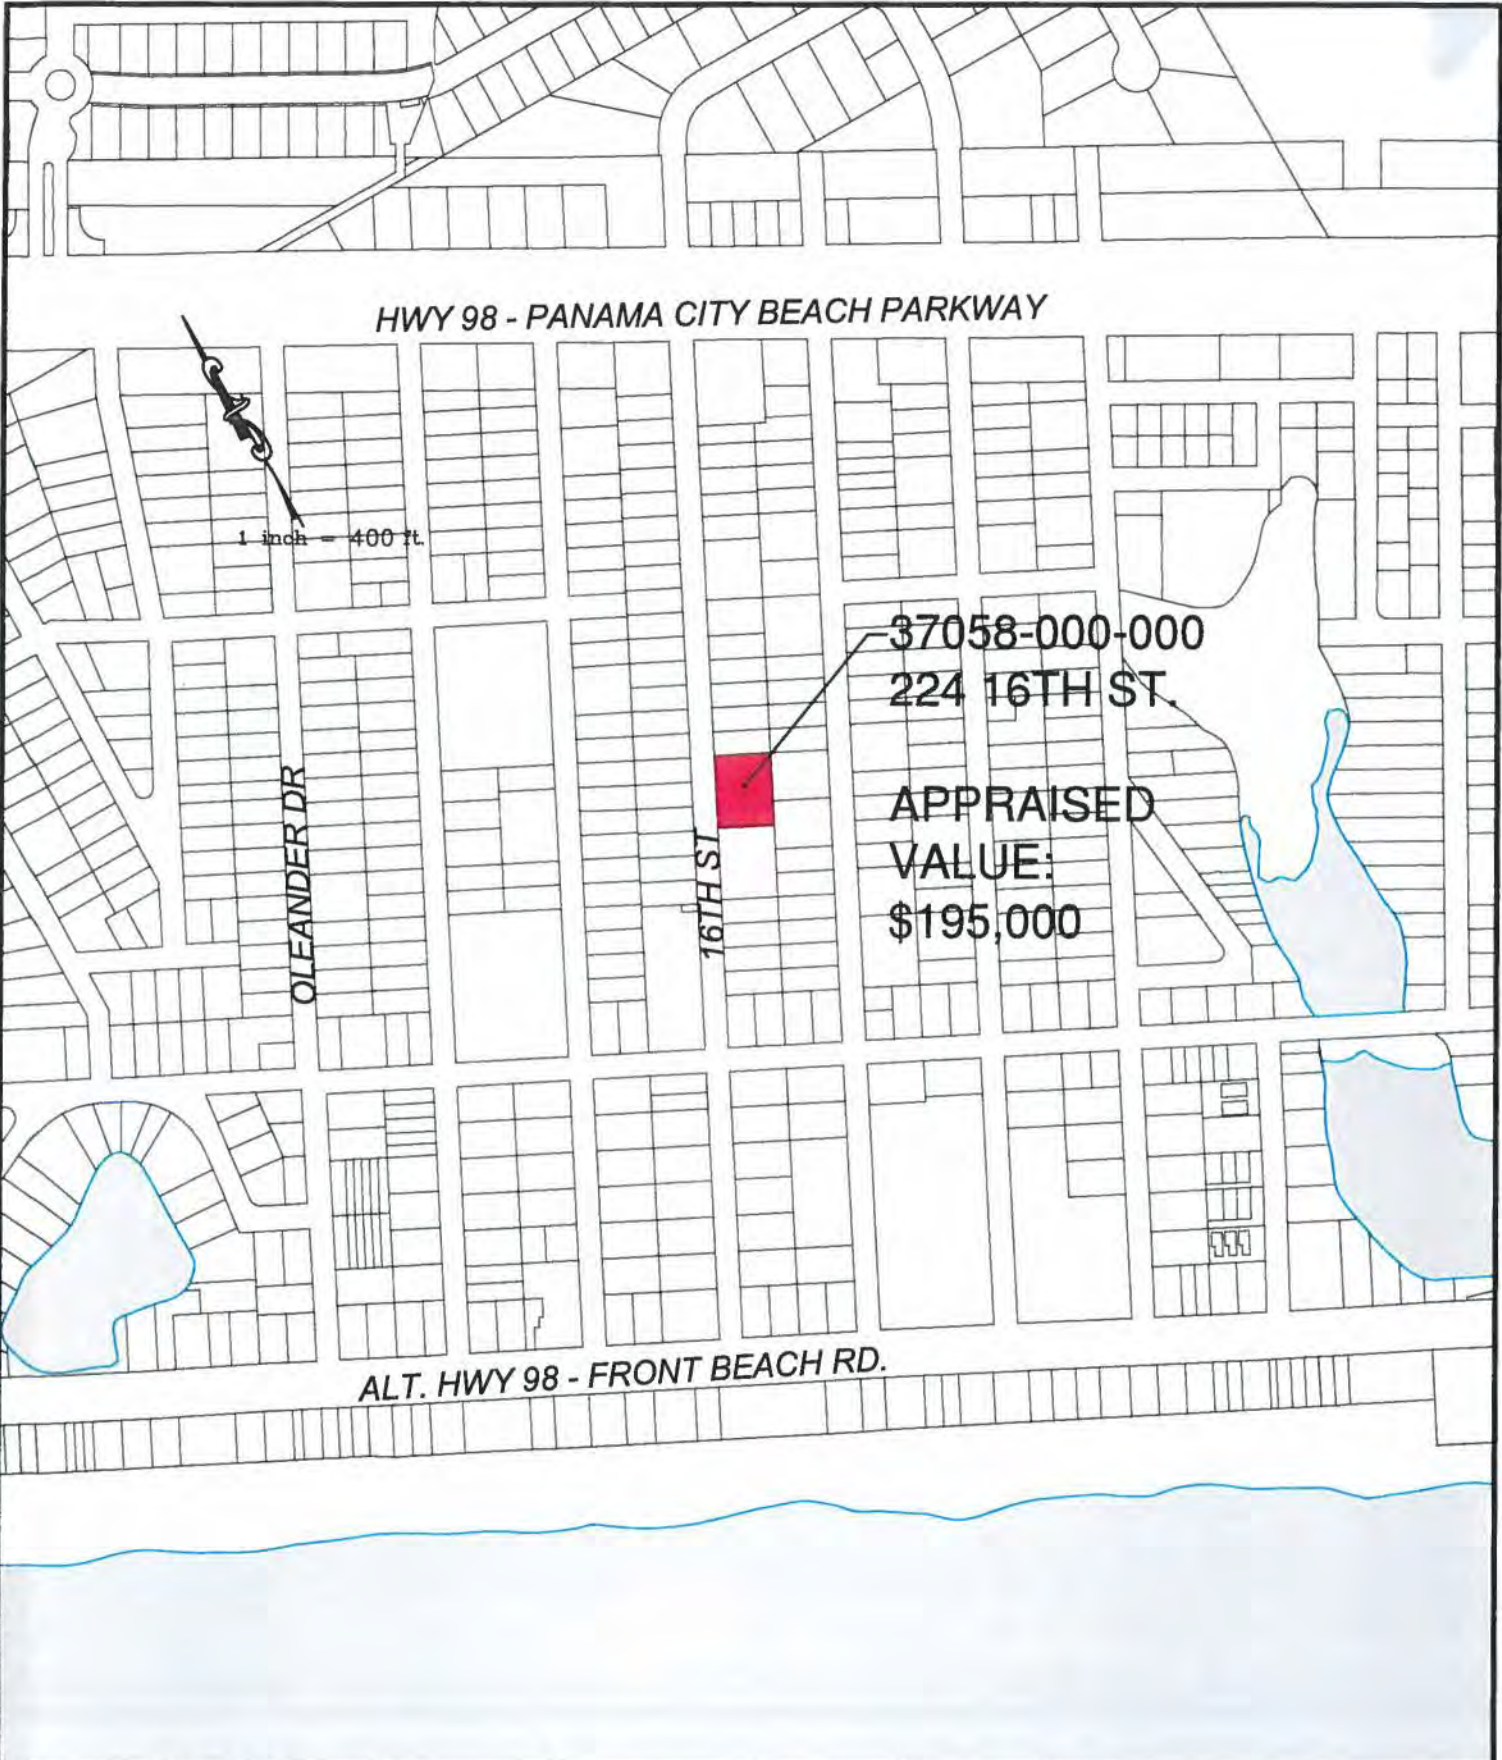 HWY 98 - PANAMA CITY BEACH PARKWAY
1 inch = 400 ft.
37058-000-000
224 16TH ST.
APPRAISED
VALUE:
$195,000
OLEANDER DR
16TH ST
ALT. HWY 98 - FRONT BEACH RD.